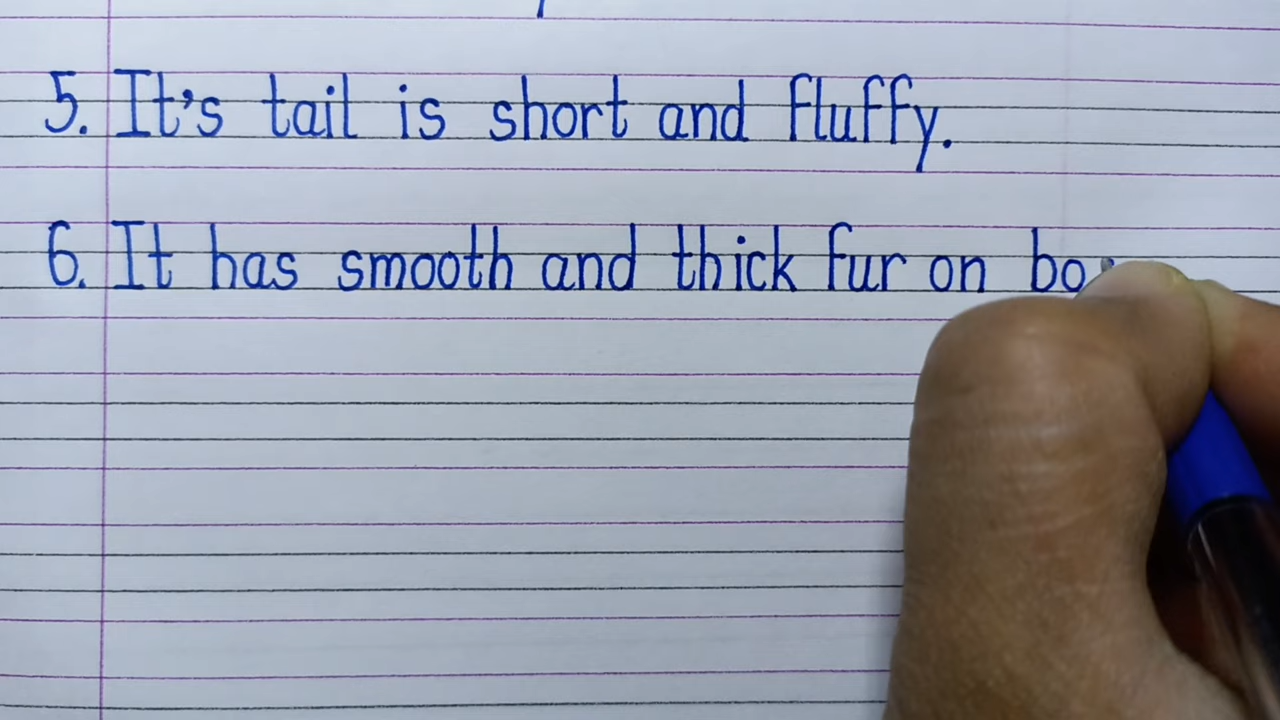 5. It's tail is short and fluffy.
6. It has smooth and thick fur on